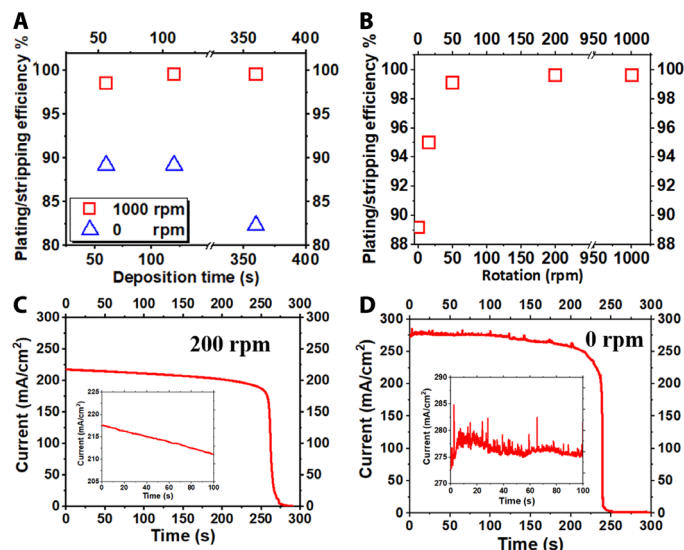 A
50 100 350 400
Plating/stripping efficiency %
100
95
90
85
80
100
95
90
85
80
1000 rpm
0 rpm
50 100 350 400
Deposition time (s)
B
0 50 100 150 200 950 1000
Plating/stripping efficiency %
100
98
96
94
92
90
88
100
98
96
94
92
90
88
0 50 100 150 200 950 1000
Rotation (rpm)
C
0 50 100 150 200 250 300
Current (mA/cm²)
300
250
200
150
100
50
0
300
250
200
150
100
50
0
200 rpm
Current (mA/cm²)
225
220
215
210
205
0 20 40 60 80 100
Time (s)
0 50 100 150 200 250 300
Time (s)
D
0 50 100 150 200 250 300
Current (mA/cm²)
300
250
200
150
100
50
0
300
250
200
150
100
50
0
0 rpm
Current (mA/cm²)
290
285
280
275
270
0 20 40 60 80 100
Time (s)
0 50 100 150 200 250 300
Time (s)